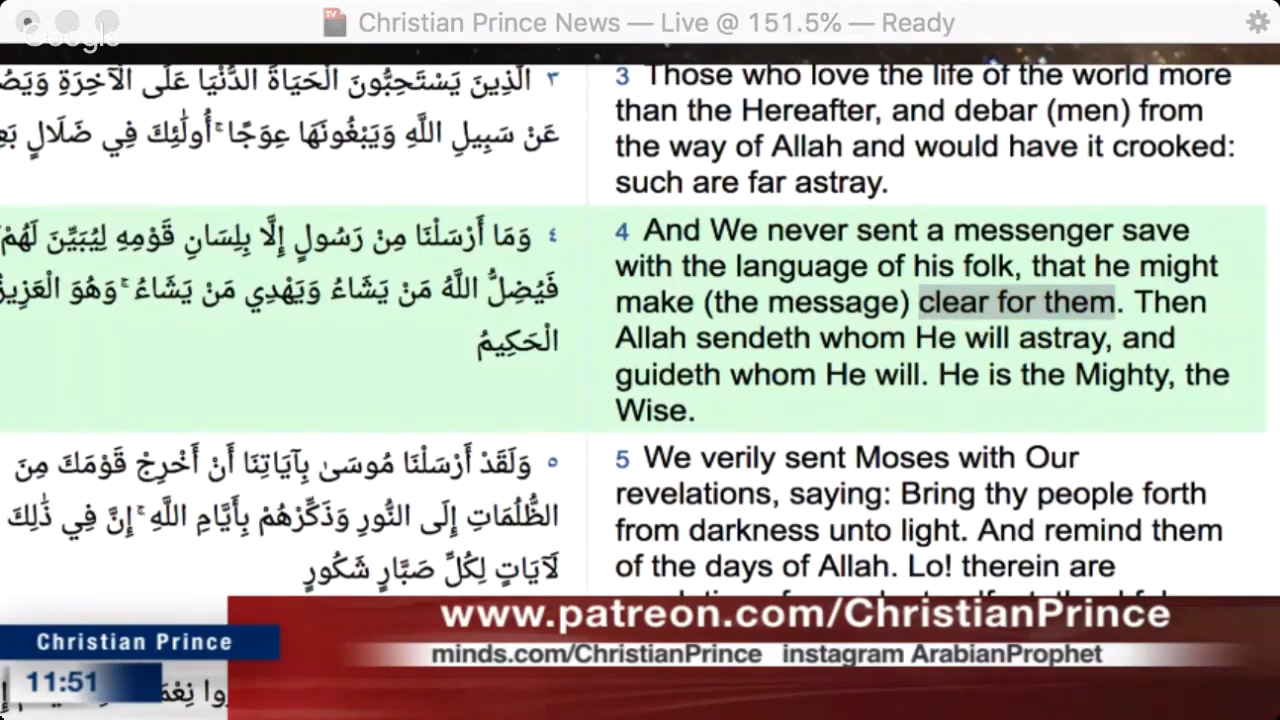 Christian Prince News — Live @ 151.5% — Ready
Google
٣ الَّذِينَ يَسْتَحِبُّونَ الْحَيَاةَ الدُّنْيَا عَلَى الْآخِرَةِ
عَنْ سَبِيلِ اللَّهِ وَيَبْغُونَهَا عِوَجًا ۚ أُولَٰئِكَ فِي ضَلَالٍ
3 Those who love the life of the world more
than the Hereafter, and debar (men) from
the way of Allah and would have it crooked:
such are far astray.
٤ وَمَا أَرْسَلْنَا مِنْ رَسُولٍ إِلَّا بِلِسَانِ قَوْمِهِ لِيُبَيِّنَ لَهُمْ
فَيُضِلُّ اللَّهُ مَنْ يَشَاءُ وَيَهْدِي مَنْ يَشَاءُ ۚ وَهُوَ الْعَزِيزُ
الْحَكِيمُ
4 And We never sent a messenger save
with the language of his folk, that he might
make (the message) clear for them. Then
Allah sendeth whom He will astray, and
guideth whom He will. He is the Mighty, the
Wise.
٥ وَلَقَدْ أَرْسَلْنَا مُوسَىٰ بِآيَاتِنَا أَنْ أَخْرِجْ قَوْمَكَ مِنَ
الظُّلُمَاتِ إِلَى النُّورِ وَذَكِّرْهُمْ بِأَيَّامِ اللَّهِ ۚ إِنَّ فِي ذَٰلِكَ
لَآيَاتٍ لِكُلِّ صَبَّارٍ شَكُورٍ
5 We verily sent Moses with Our
revelations, saying: Bring thy people forth
from darkness unto light. And remind them
of the days of Allah. Lo! therein are
www.patreon.com/ChristianPrince
Christian Prince
minds.com/ChristianPrince instagram ArabianProphet
11:51